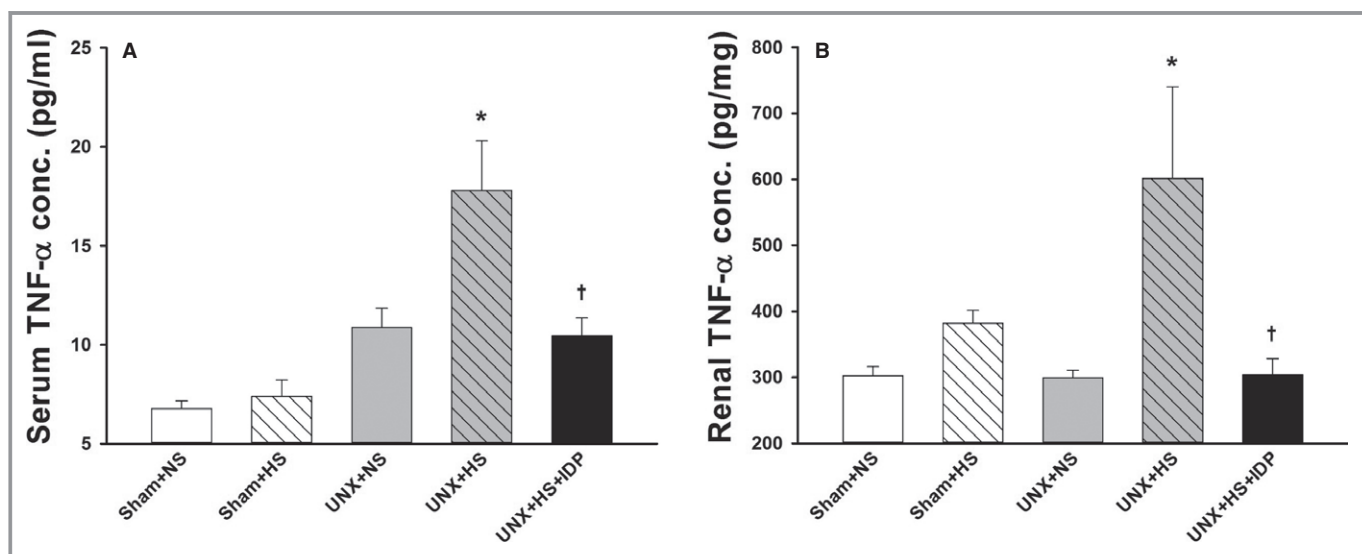 A
Serum TNF-α conc. (pg/ml)
25
20
15
10
5
*
†
Sham+NS
Sham+HS
UNX+NS
UNX+HS
UNX+HS+IDP
B
Renal TNF-α conc. (pg/mg)
800
700
600
500
400
300
200
*
†
Sham+NS
Sham+HS
UNX+NS
UNX+HS
UNX+HS+IDP